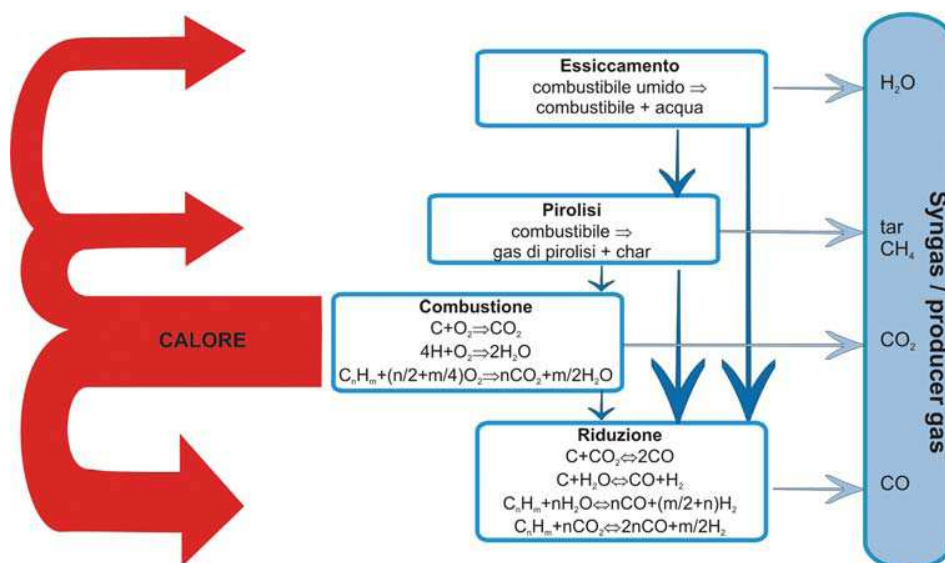 Essiccamento
combustibile umido ⇒
combustibile + acqua
H₂O
Pirolisi
combustibile ⇒
gas di pirolisi + char
tar
CH₄
CALORE
Combustione
C+O₂⇒CO₂
4H+O₂⇒2H₂O
CₙHₘ+(n/2+m/4)O₂⇒nCO₂+m/2H₂O
CO₂
Riduzione
C+CO₂⇔2CO
C+H₂O⇔CO+H₂
CₙHₘ+nH₂O⇔nCO+(m/2+n)H₂
CₙHₘ+nCO₂⇔2nCO+m/2H₂
CO
Syngas / producer gas